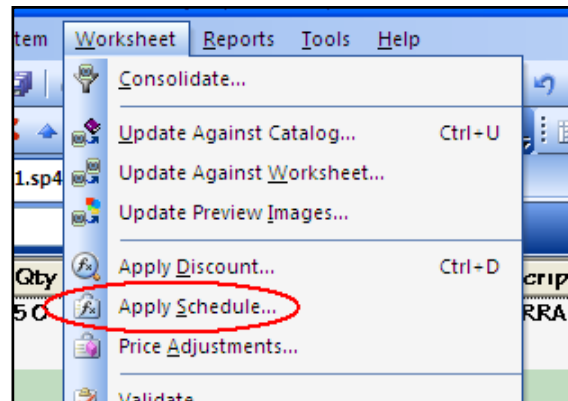 tem Worksheet Reports Tools Help
Consolidate...
Update Against Catalog... Ctrl+U
1.sp4 Update Against Worksheet...
Update Preview Images...
Qty Apply Discount... Ctrl+D crip
50 Apply Schedule... RRA
Price Adjustments...
Validate